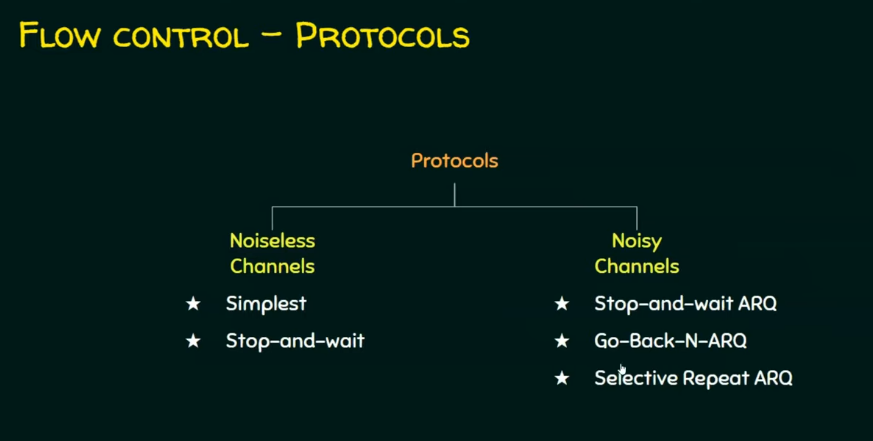 FLOW CONTROL – PROTOCOLS
Protocols
Noiseless
Channels
★ Simplest
★ Stop-and-wait
Noisy
Channels
★ Stop-and-wait ARQ
★ Go-Back-N-ARQ
★ Selective Repeat ARQ